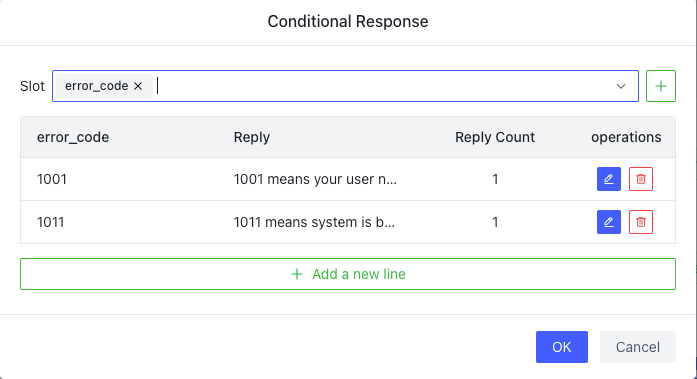 Conditional Response
Slot error_code
error_code Reply Reply Count operations
1001 1001 means your user n... 1
1011 1011 means system is b... 1
Add a new line
OK Cancel